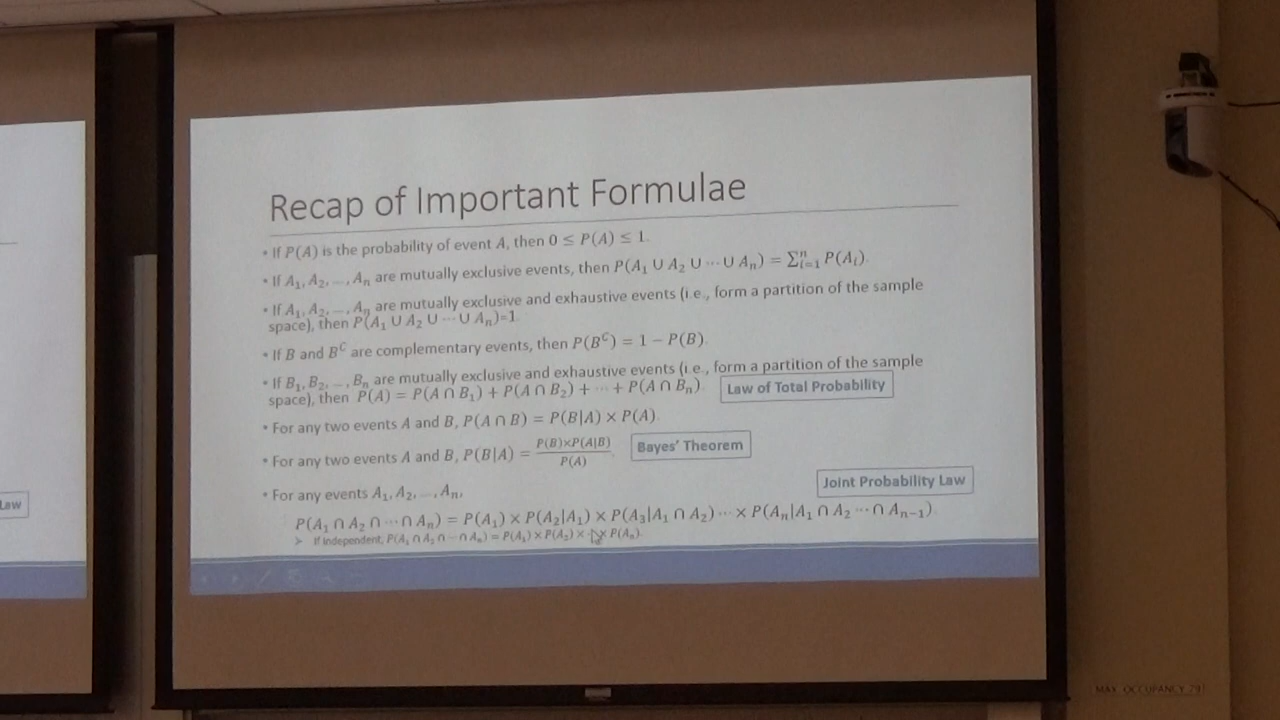 Recap of Important Formulae
• If P(A) is the probability of event A, then 0 ≤ P(A) ≤ 1.
• If A₁, A₂, …, Aₙ are mutually exclusive events, then P(A₁ ∪ A₂ ∪ ⋯ ∪ Aₙ) = ∑ⁿᵢ₌₁ P(Aᵢ).
• If A₁, A₂, …, Aₙ are mutually exclusive and exhaustive events (i.e., form a partition of the sample
space), then P(A₁ ∪ A₂ ∪ ⋯ ∪ Aₙ)=1.
• If B and Bᶜ are complementary events, then P(Bᶜ) = 1 − P(B).
• If B₁, B₂, …, Bₙ are mutually exclusive and exhaustive events (i.e., form a partition of the sample
space), then P(A) = P(A ∩ B₁) + P(A ∩ B₂) + ⋯ + P(A ∩ Bₙ). Law of Total Probability
• For any two events A and B, P(A ∩ B) = P(B|A) × P(A).
• For any two events A and B, P(B|A) = P(B)×P(A|B) / P(A). Bayes' Theorem
• For any events A₁, A₂, …, Aₙ,
Joint Probability Law
P(A₁ ∩ A₂ ∩ ⋯ ∩ Aₙ) = P(A₁) × P(A₂|A₁) × P(A₃|A₁ ∩ A₂) ⋯ × P(Aₙ|A₁ ∩ A₂ ⋯ ∩ Aₙ₋₁).
➢ If independent, P(A₁ ∩ A₂ ∩ ⋯ ∩ Aₙ) = P(A₁) × P(A₂) × ⋯ × P(Aₙ).
Law
MAX. OCCUPANCY